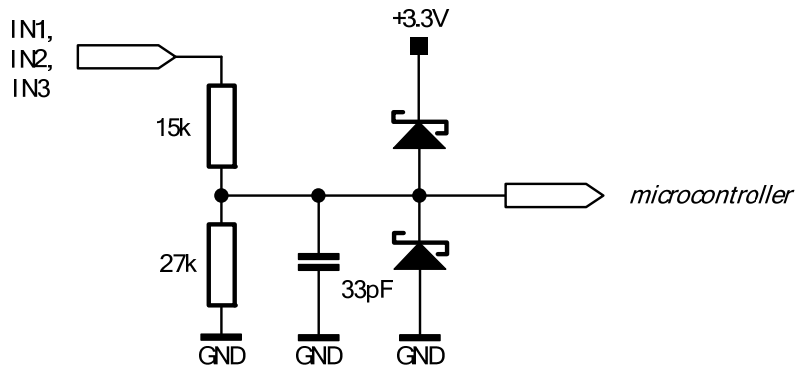 IN1,
IN2,
IN3
+3.3V
15k
microcontroller
27k
33pF
GND
GND
GND